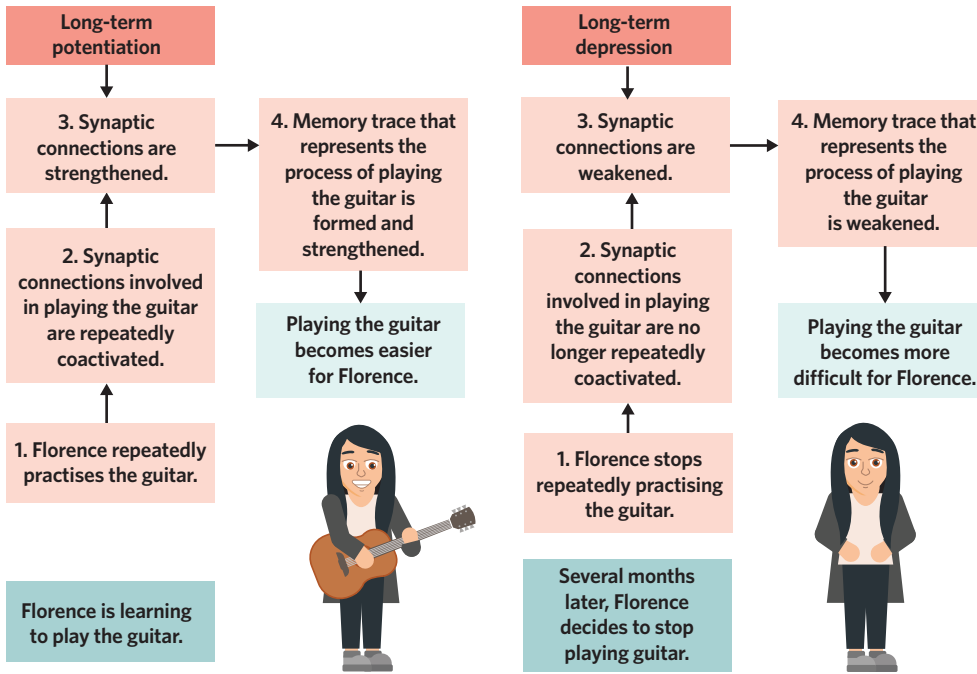 Long-term
potentiation
3. Synaptic
connections are
strengthened.
4. Memory trace that
represents the
process of playing
the guitar is
formed and
strengthened.
2. Synaptic
connections involved
in playing the guitar
are repeatedly
coactivated.
Playing the guitar
becomes easier
for Florence.
1. Florence repeatedly
practises the guitar.
Florence is learning
to play the guitar.
Long-term
depression
3. Synaptic
connections are
weakened.
4. Memory trace that
represents the
process of playing
the guitar
is weakened.
2. Synaptic
connections
involved in playing
the guitar are no
longer repeatedly
coactivated.
Playing the guitar
becomes more
difficult for Florence.
1. Florence stops
repeatedly practising
the guitar.
Several months
later, Florence
decides to stop
playing guitar.